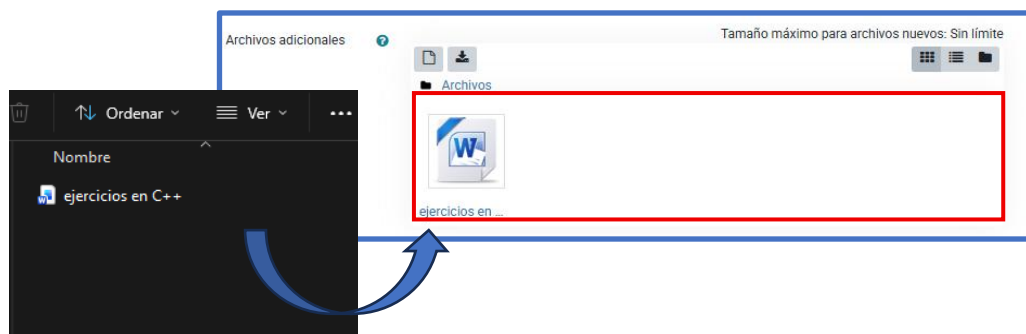 Tamaño máximo para archivos nuevos: Sin límite
Archivos adicionales
Archivos
Ordenar
Ver
Nombre
W
ejercicios en C++
ejercicios en ...